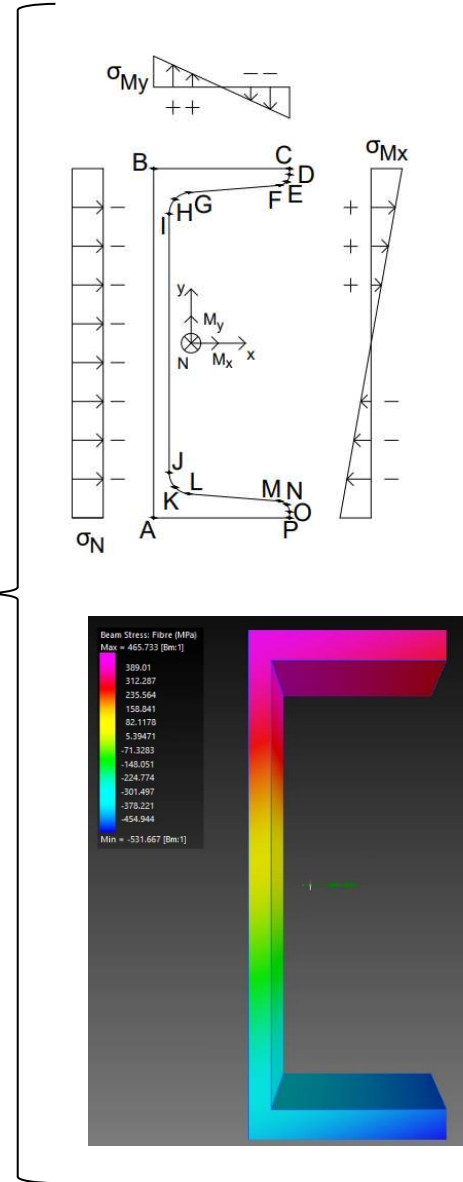 σMy
+ +
− −
B
C
D
E
F
G
H
I
σMx
+
+
+
−
−
−
−
−
−
−
−
−
−
−
y
My
N
Mx
x
J
K
L
M
N
O
A
P
σN
Beam Stress: Fibre (MPa)
Max = 465.733 [Bm:1]
389.01
312.287
235.564
158.841
82.1178
5.39471
-71.3283
-148.051
-224.774
-301.497
-378.221
-454.944
Min = -531.667 [Bm:1]